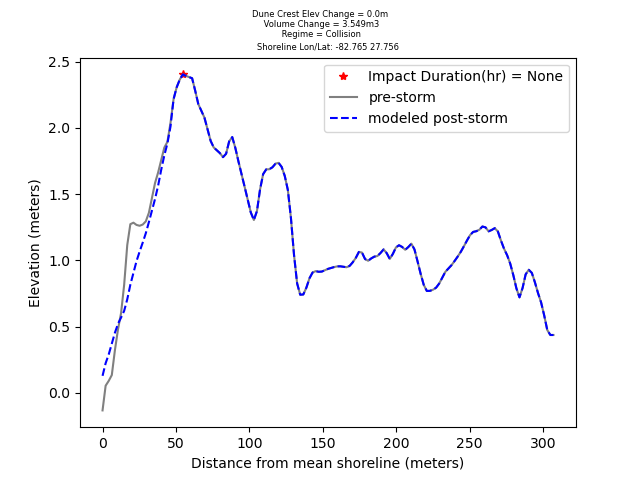 Dune Crest Elev Change = 0.0m
Volume Change = 3.549m3
Regime = Collision
Shoreline Lon/Lat: -82.765 27.756
Impact Duration(hr) = None
pre-storm
modeled post-storm
Elevation (meters)
2.5
2.0
1.5
1.0
0.5
0.0
0 50 100 150 200 250 300
Distance from mean shoreline (meters)